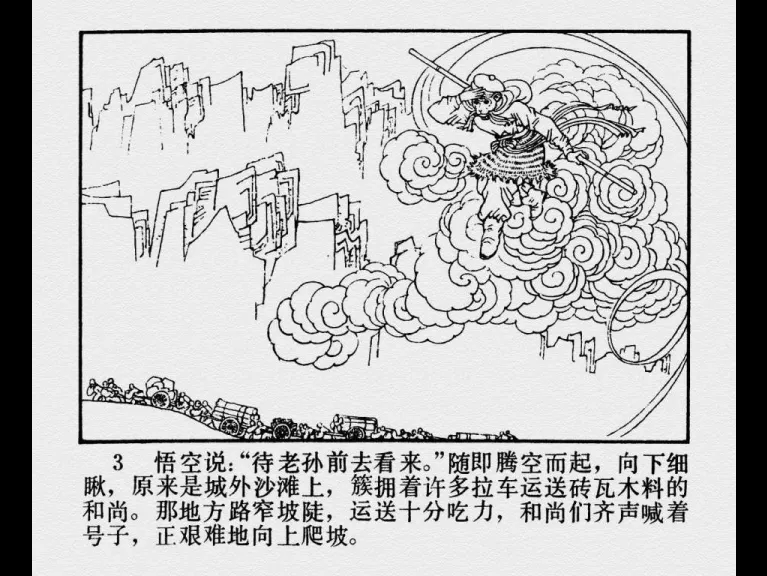 3 悟空说：“待老孙前去看来。”随即腾空而起，向下细
瞅，原来是城外沙滩上，簇拥着许多拉车运送砖瓦木料的
和尚。那地方路窄坡陡，运送十分吃力，和尚们齐声喊着
号子，正艰难地向上爬坡。